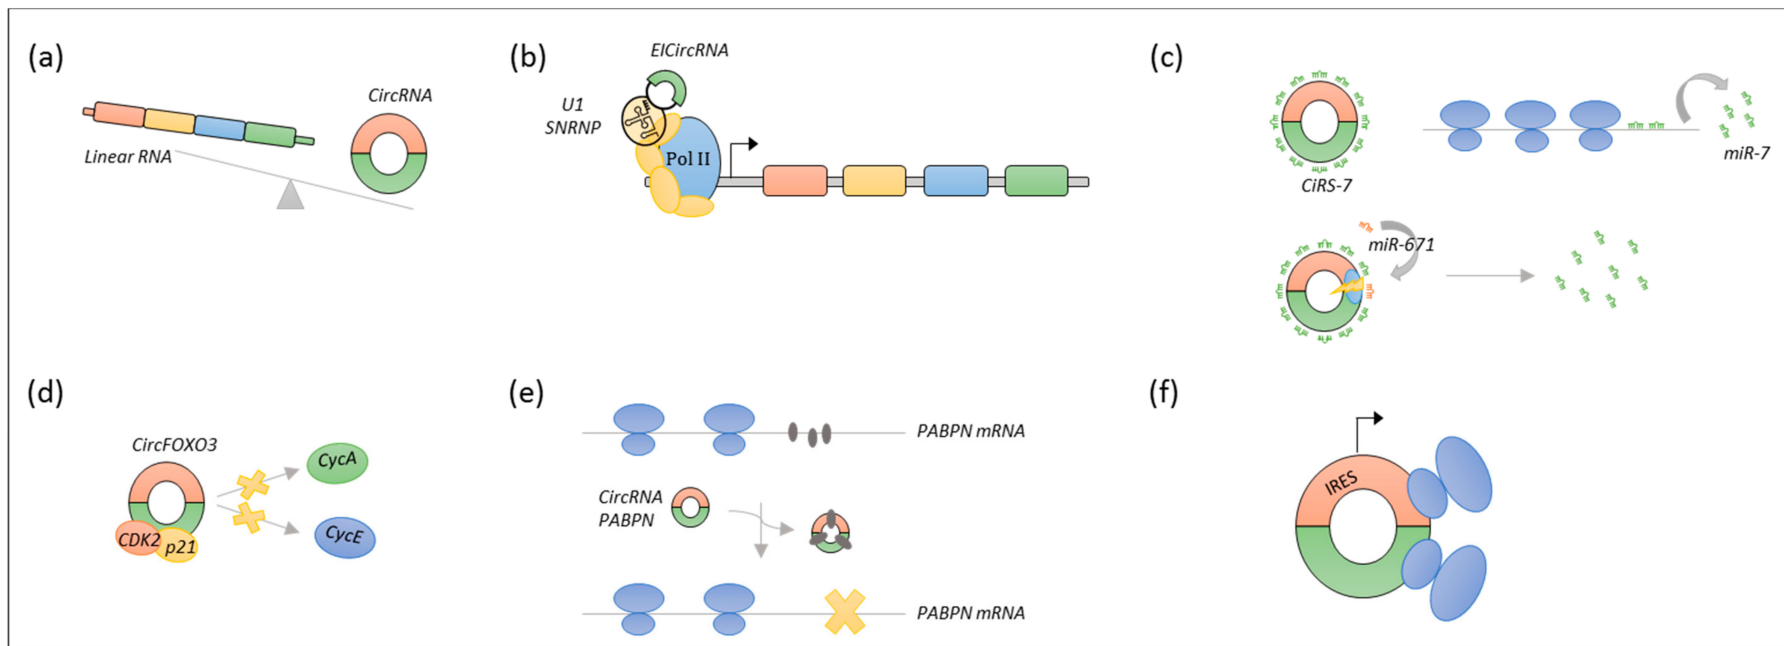 (a)
CircRNA
Linear RNA
(b)
EICircRNA
U1
SNRNP
Pol II
(c)
CiRS-7
miR-7
miR-671
(d)
CircFOXO3
CycA
CDK2
p21
CycE
(e)
PABPN mRNA
CircRNA
PABPN
PABPN mRNA
(f)
IRES